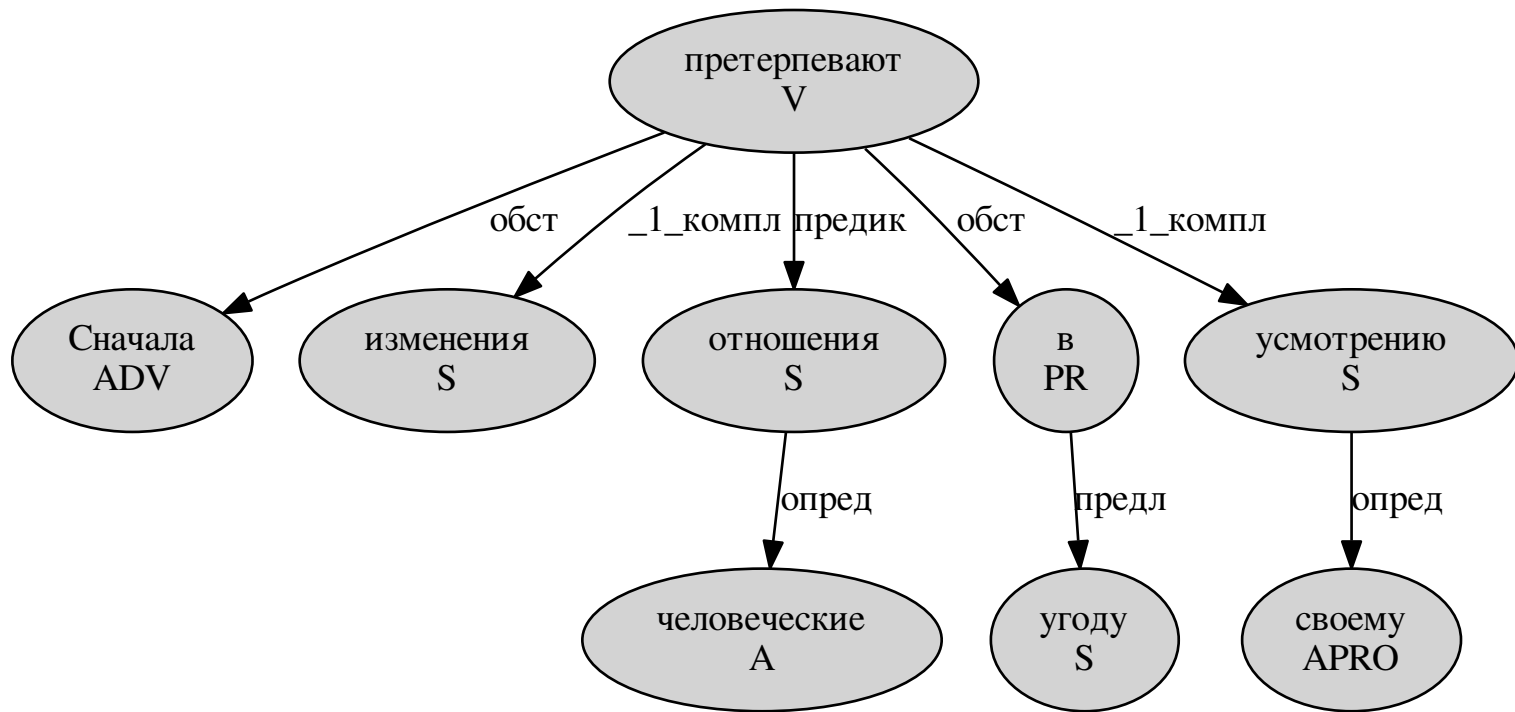 претерпевают
V
обст
_1_компл
предик
обст
_1_компл
Сначала
ADV
изменения
S
отношения
S
в
PR
усмотрению
S
опред
предл
опред
человеческие
A
угоду
S
своему
APRO